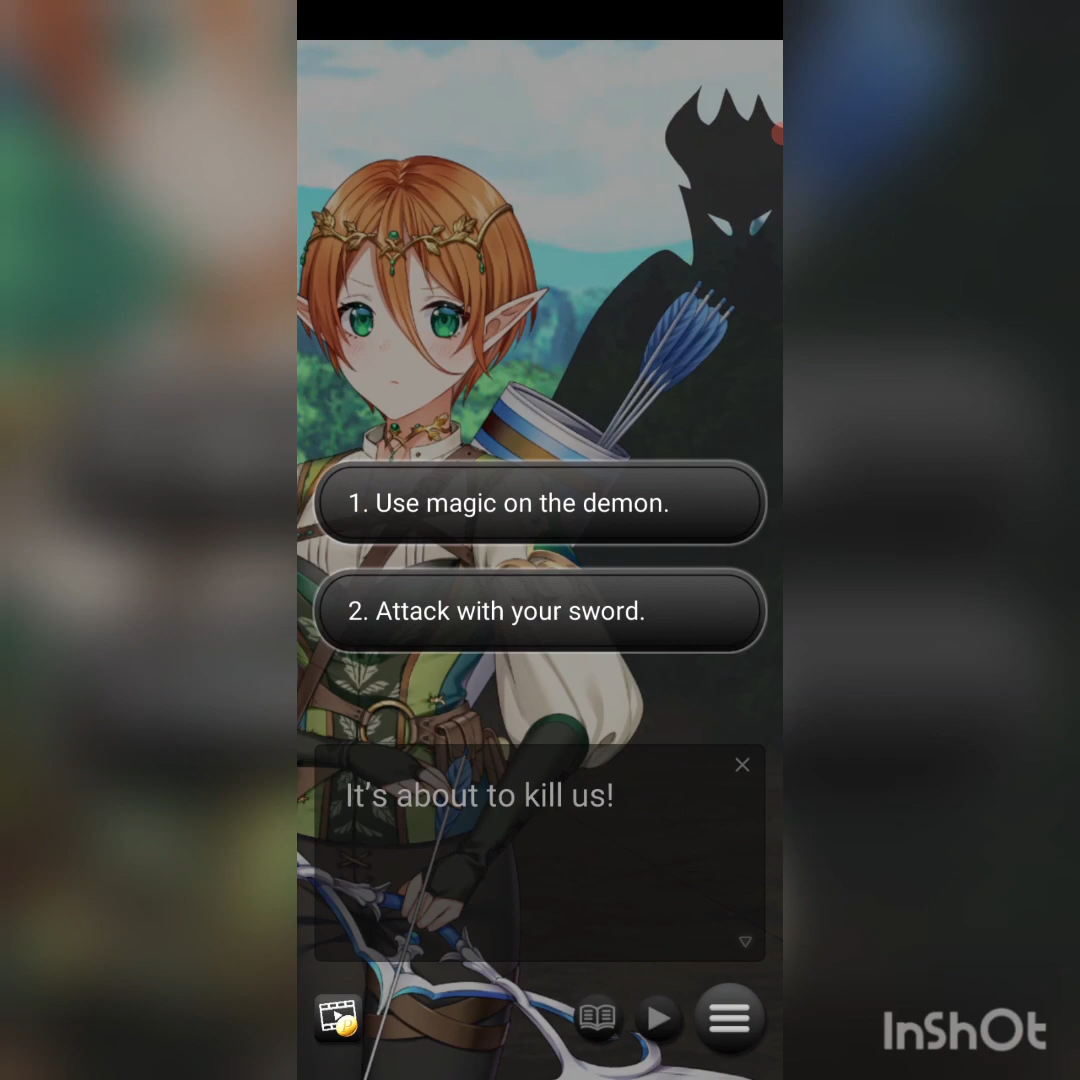 1. Use magic on the demon.
2. Attack with your sword.
It's about to kill us!
InShOt